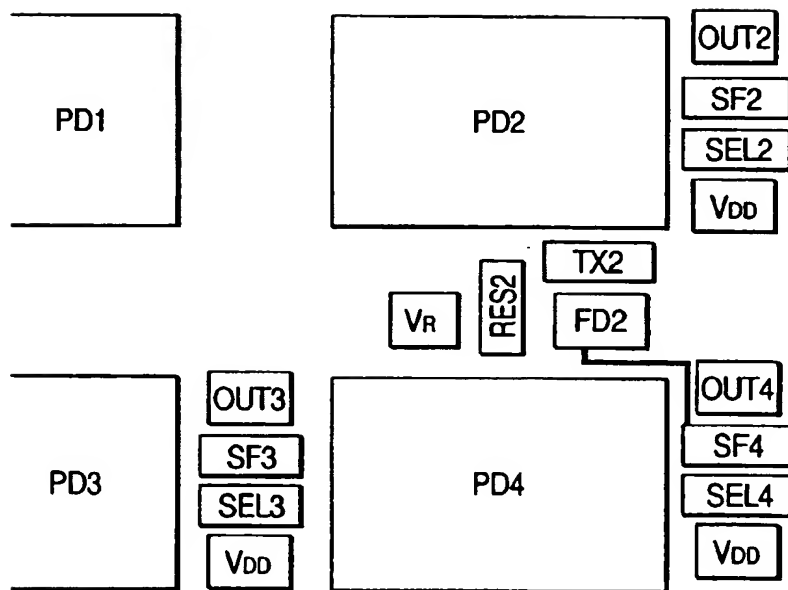 OUT2
PD1
PD2
SF2
SEL2
VDD
TX2
RES2
VR
FD2
OUT3
OUT4
SF3
SF4
PD3
PD4
SEL3
SEL4
VDD
VDD